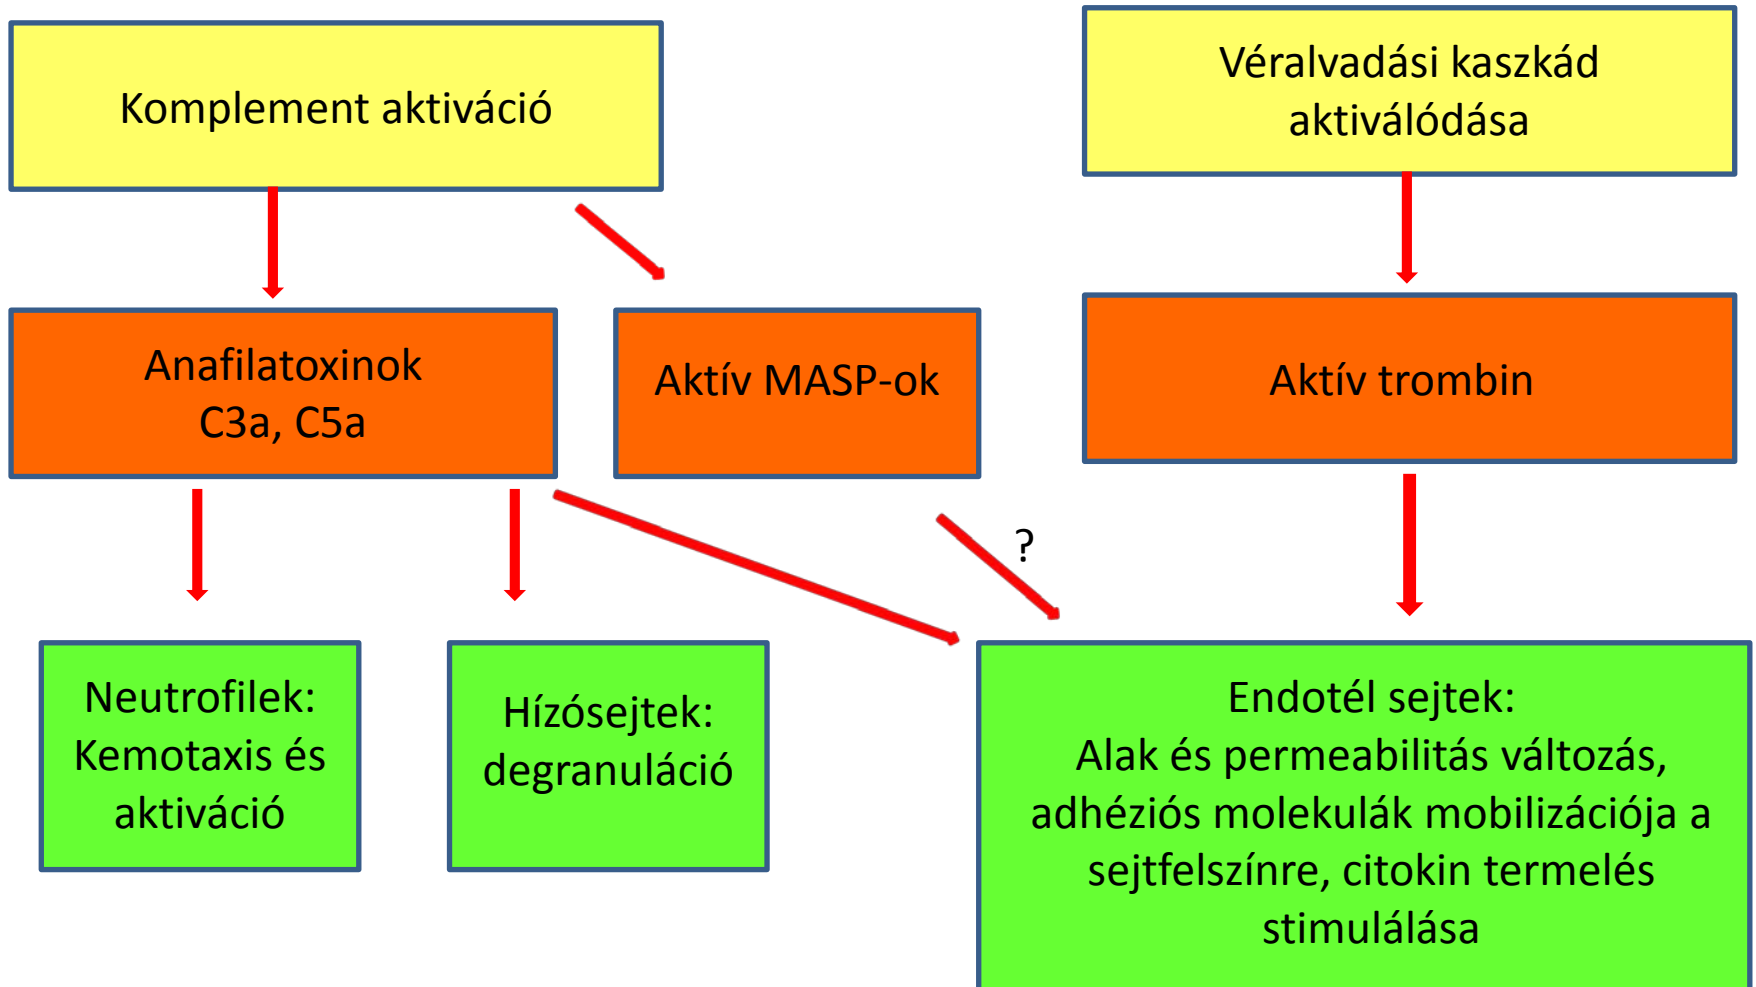 Komplement aktiváció
Véralvadási kaszkád
aktiválódása
Anafilatoxinok
C3a, C5a
Aktív MASP-ok
Aktív trombin
?
Neutrofilek:
Kemotaxis és
aktiváció
Hízósejtek:
degranuláció
Endotél sejtek:
Alak és permeabilitás változás,
adhéziós molekulák mobilizációja a
sejtfelszínre, citokin termelés
stimulálása